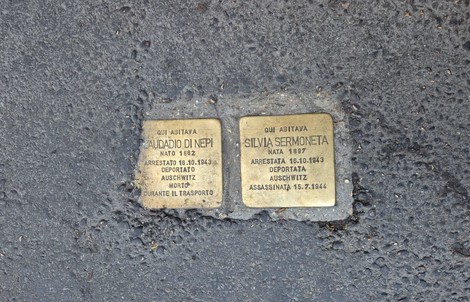 QUI ABITAVA
LAUDADIO DI NEPI
NATO 1882
ARRESTATO 16.10.1943
DEPORTATO
AUSCHWITZ
MORTO
DURANTE IL TRASPORTO
QUI ABITAVA
SILVIA SERMONETA
NATA 1897
ARRESTATA 16.10.1943
DEPORTATA
AUSCHWITZ
ASSASSINATA 15.7.1944